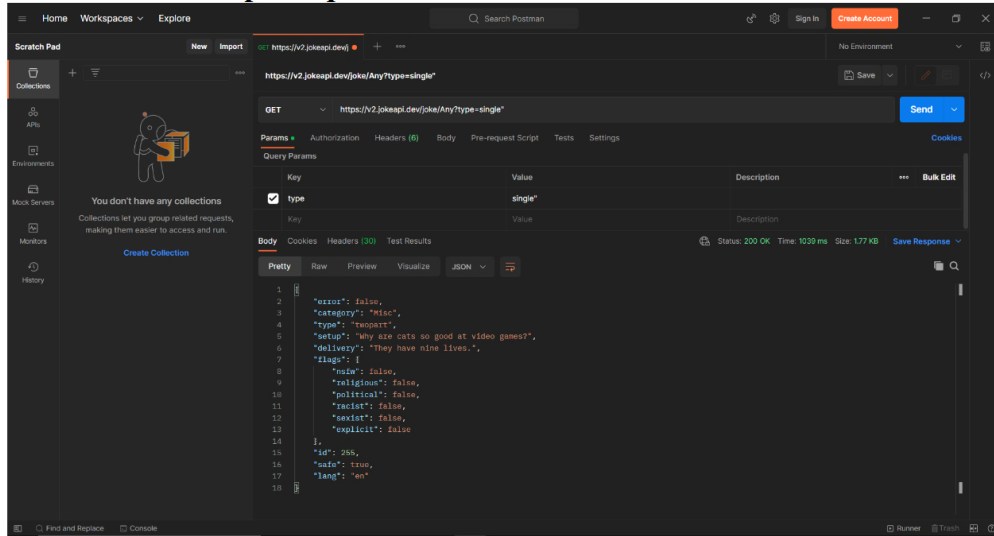 Home Workspaces Explore Search Postman Sign In Create Account
Scratch Pad New Import GET https://v2.jokeapi.dev/j No Environment
Collections
https://v2.jokeapi.dev/joke/Any?type=single" Save
GET https://v2.jokeapi.dev/joke/Any?type=single" Send
APIs
Params Authorization Headers (6) Body Pre-request Script Tests Settings Cookies
Environments
Query Params
Key Value Description Bulk Edit
Mock Servers
You don't have any collections
type single"
Collections let you group related requests,
making them easier to access and run.
Key Value Description
Monitors
Create Collection
Body Cookies Headers (30) Test Results Status: 200 OK Time: 1039 ms Size: 1.77 KB Save Response
History
Pretty Raw Preview Visualize JSON
1 {
2 "error": false,
3 "category": "Misc",
4 "type": "twopart",
5 "setup": "Why are cats so good at video games?",
6 "delivery": "They have nine lives.",
7 "flags": {
8 "nsfw": false,
9 "religious": false,
10 "political": false,
11 "racist": false,
12 "sexist": false,
13 "explicit": false
14 },
15 "id": 255,
16 "safe": true,
17 "lang": "en"
18 }
Find and Replace Console Runner Trash